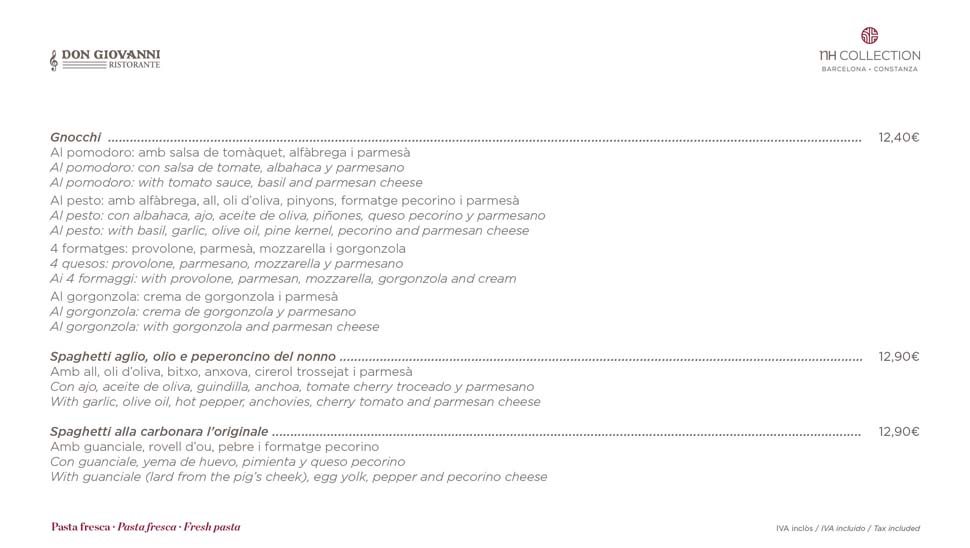 DON GIOVANNI
RISTORANTE
nH COLLECTION
BARCELONA - CONSTANZA
Gnocchi ........................................ 12,40€
Al pomodoro: amb salsa de tomàquet, alfàbrega i parmesà
Al pomodoro: con salsa de tomate, albahaca y parmesano
Al pomodoro: with tomato sauce, basil and parmesan cheese
Al pesto: amb alfàbrega, all, oli d’oliva, pinyons, formatge pecorino i parmesà
Al pesto: con albahaca, ajo, aceite de oliva, piñones, queso pecorino y parmesano
Al pesto: with basil, garlic, olive oil, pine kernel, pecorino and parmesan cheese
4 formatges: provolone, parmesà, mozzarella i gorgonzola
4 quesos: provolone, parmesano, mozzarella y parmesano
Ai 4 formaggi: with provolone, parmesan, mozzarella, gorgonzola and cream
Al gorgonzola: crema de gorgonzola i parmesà
Al gorgonzola: crema de gorgonzola y parmesano
Al gorgonzola: with gorgonzola and parmesan cheese
Spaghetti aglio, olio e peperoncino del nonno ........................................ 12,90€
Amb all, oli d’oliva, bitxo, anxova, cirerol trossejat i parmesà
Con ajo, aceite de oliva, guindilla, anchoa, tomate cherry troceado y parmesano
With garlic, olive oil, hot pepper, anchovies, cherry tomato and parmesan cheese
Spaghetti alla carbonara l’originale ........................................ 12,90€
Amb guanciale, rovell d’ou, pebre i formatge pecorino
Con guanciale, yema de huevo, pimienta y queso pecorino
With guanciale (lard from the pig’s cheek), egg yolk, pepper and pecorino cheese
Pasta fresca · Pasta fresca · Fresh pasta
IVA inclòs / IVA incluido / Tax included